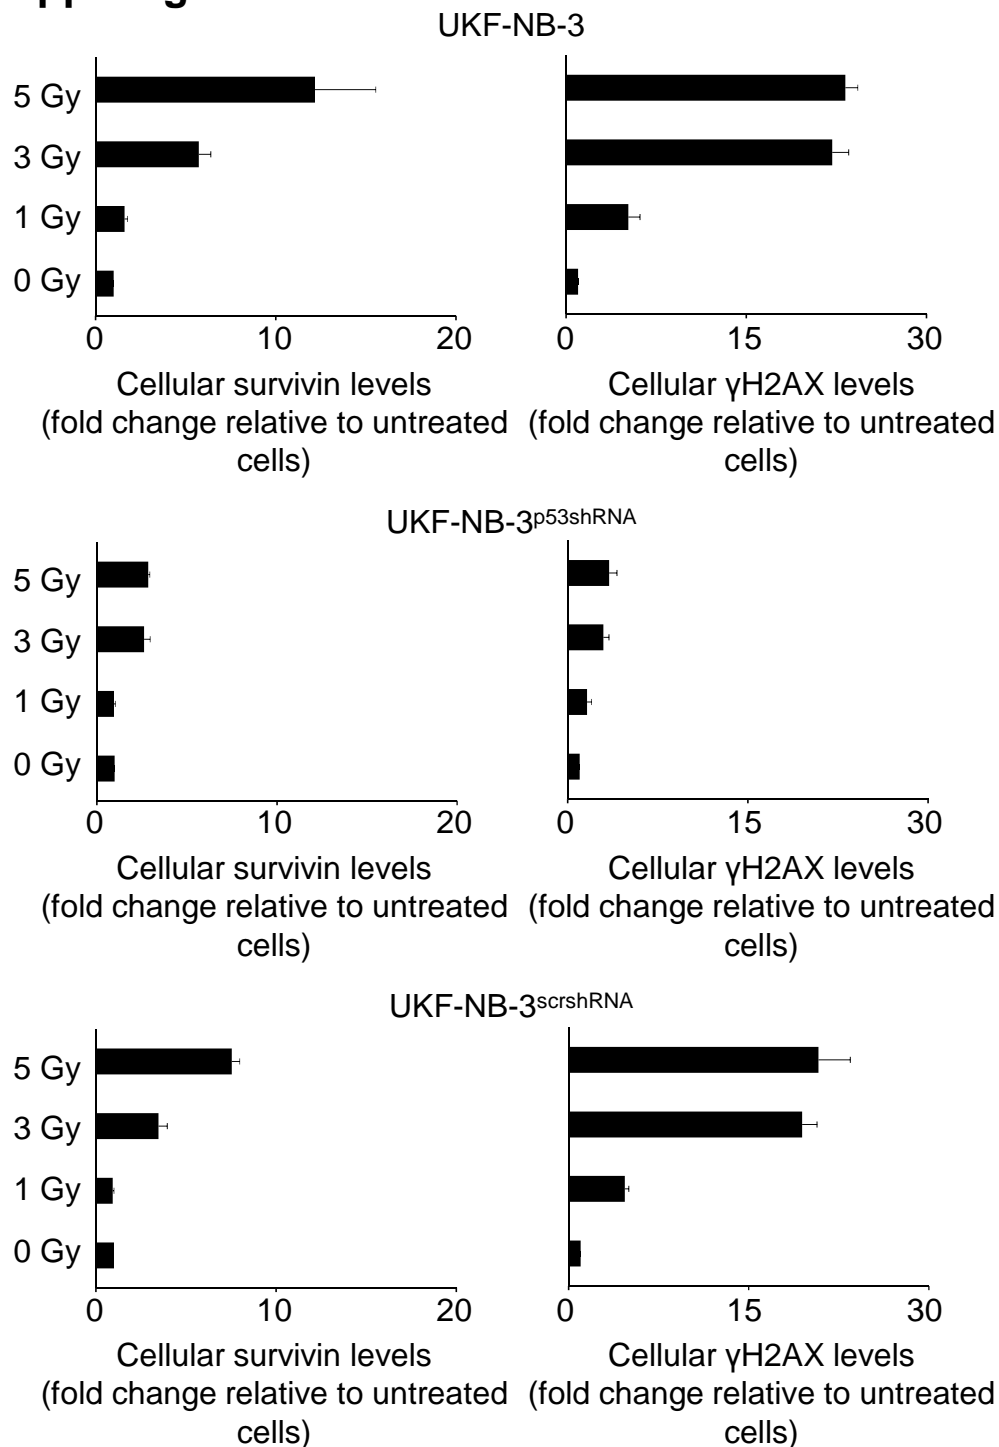 UKF-NB-3
5 Gy
3 Gy
1 Gy
0 Gy
0 10 20
Cellular survivin levels
(fold change relative to untreated
cells)
0 15 30
Cellular γH2AX levels
(fold change relative to untreated
cells)
UKF-NB-3p53shRNA
5 Gy
3 Gy
1 Gy
0 Gy
0 10 20
Cellular survivin levels
(fold change relative to untreated
cells)
0 15 30
Cellular γH2AX levels
(fold change relative to untreated
cells)
UKF-NB-3scrshRNA
5 Gy
3 Gy
1 Gy
0 Gy
0 10 20
Cellular survivin levels
(fold change relative to untreated
cells)
0 15 30
Cellular γH2AX levels
(fold change relative to untreated
cells)